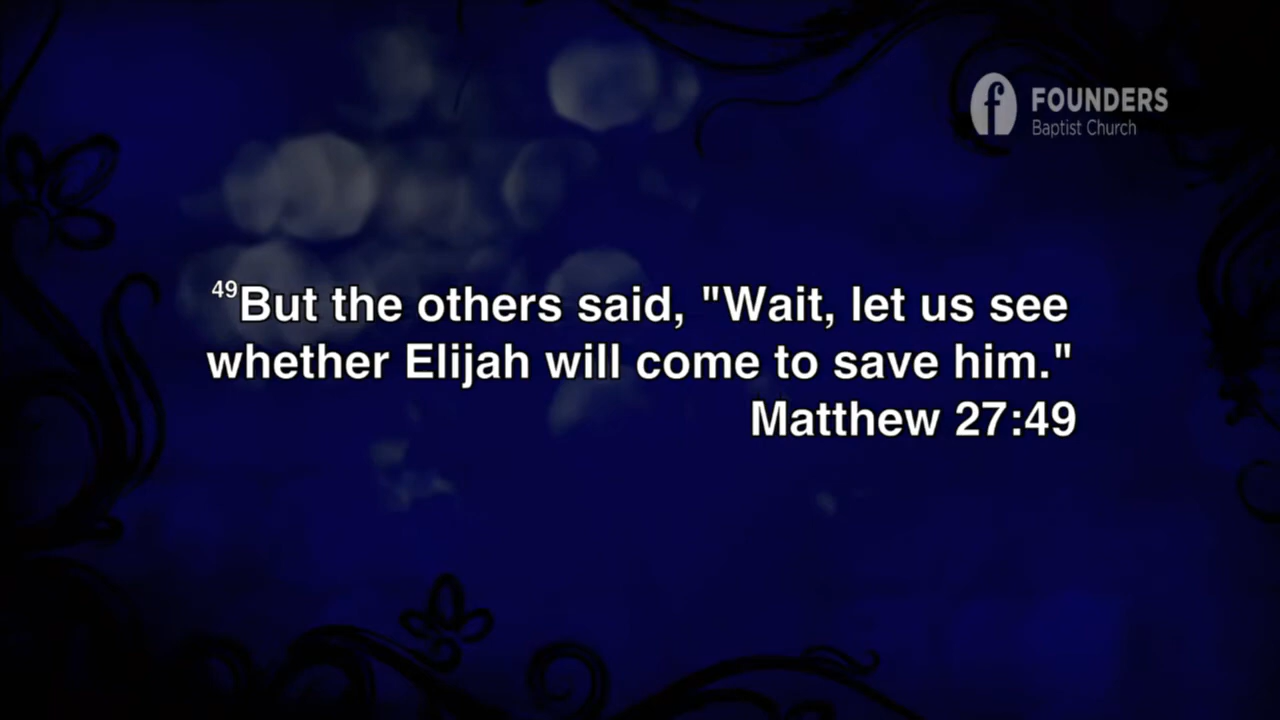 FOUNDERS
Baptist Church
49But the others said, "Wait, let us see
whether Elijah will come to save him."
Matthew 27:49